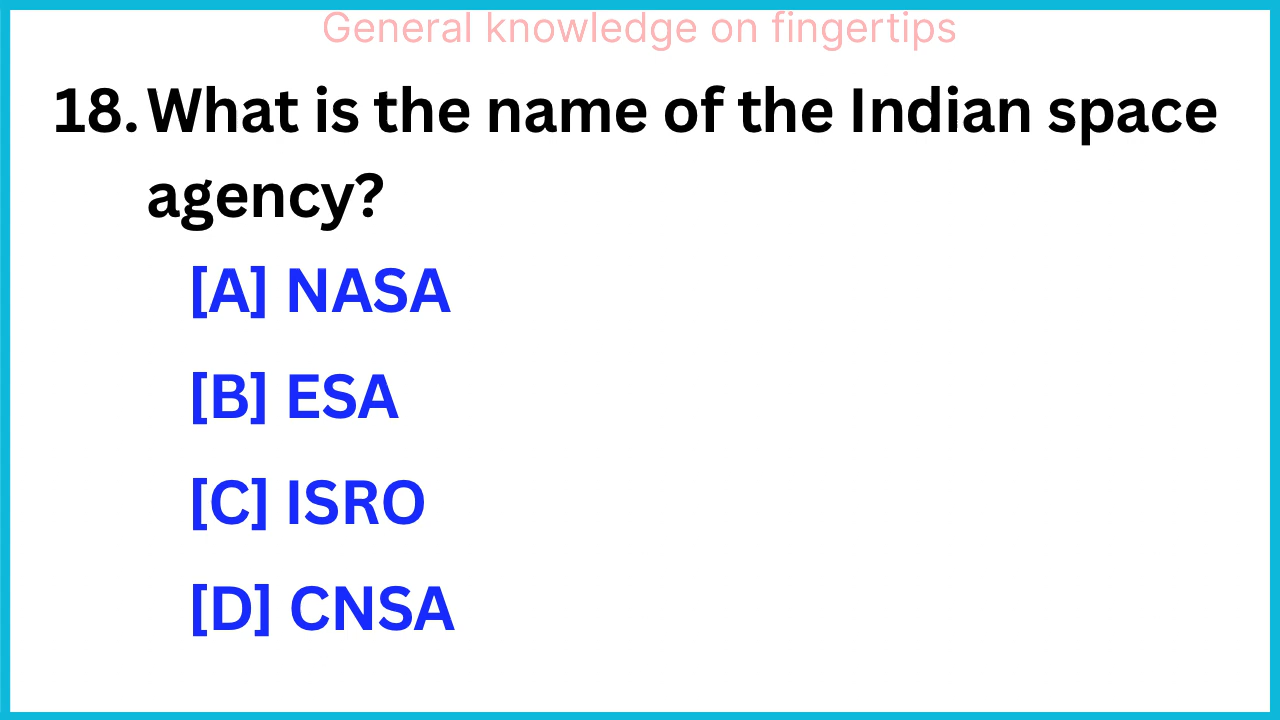 General knowledge on fingertips
18. What is the name of the Indian space
agency?
[A] NASA
[B] ESA
[C] ISRO
[D] CNSA